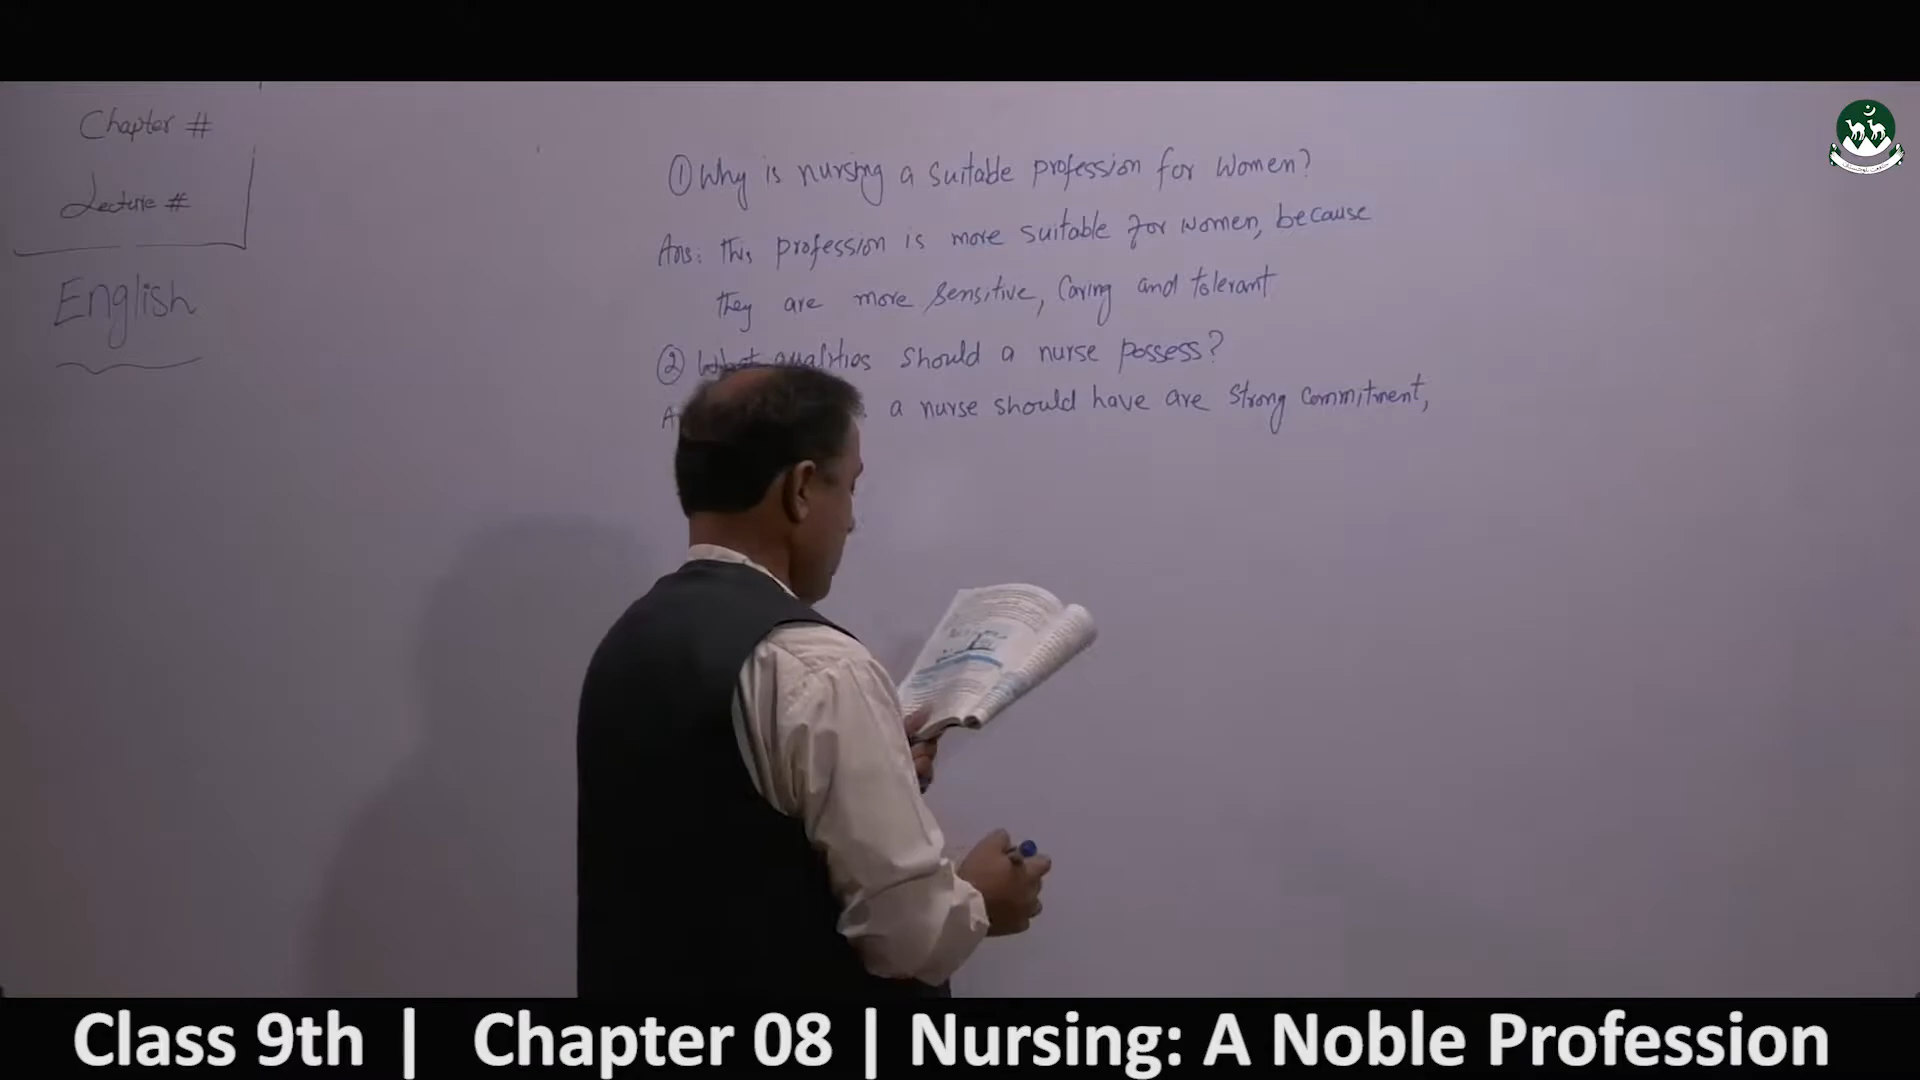 Chapter #
Lecture #
English
① Why is nursing a suitable profession for women?
Ans: This profession is more suitable for women, because
they are more sensitive, caring and tolerant
② What qualities should a nurse possess?
a nurse should have are strong commitment,
Class 9th | Chapter 08 | Nursing: A Noble Profession